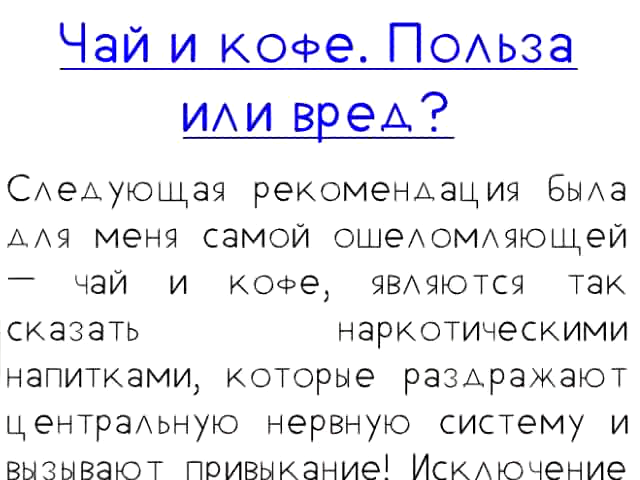 Чай и кофе. Польза
или вред?
Следующая рекомендация была
для меня самой ошеломляющей
— чай и кофе, являются так
сказать наркотическими
напитками, которые раздражают
центральную нервную систему и
вызывают привыкание! Исключение